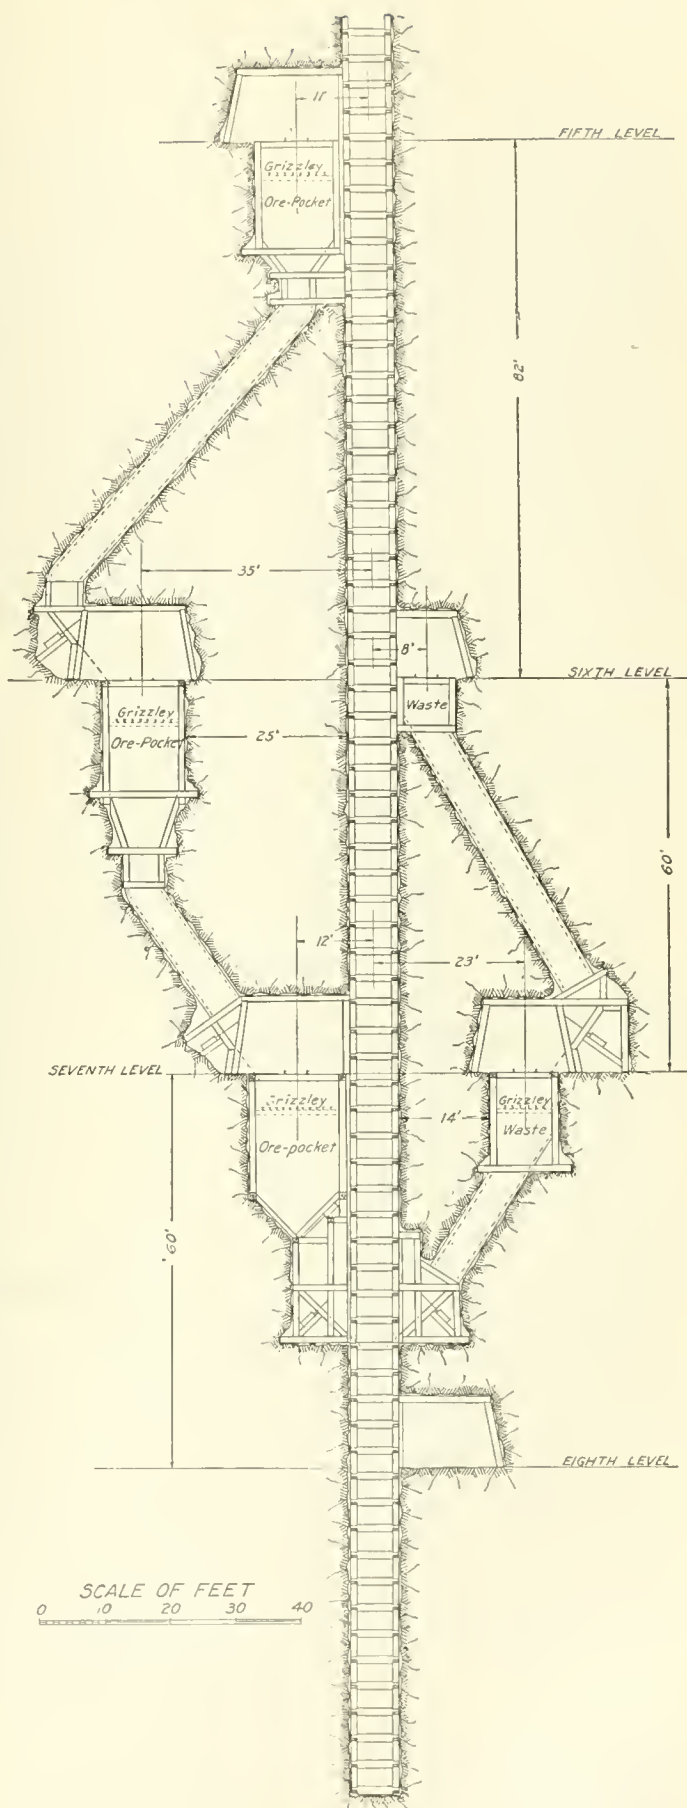 11'
FIFTH LEVEL
Grizzley
Ore-Pocket
82'
35'
8'
SIXTH LEVEL
Grizzley
Ore-Pocket
25'
Waste
60'
12'
23'
SEVENTH LEVEL
Grizzley
Ore-pocket
14'
Grizzley
Waste
60'
EIGHTH LEVEL
SCALE OF FEET
0 10 20 30 40